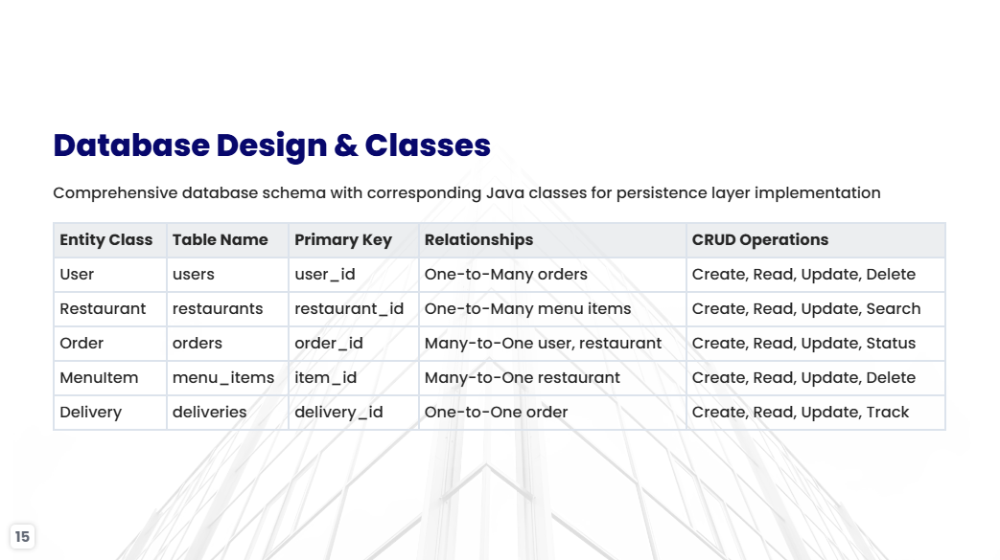 Database Design & Classes
Comprehensive database schema with corresponding Java classes for persistence layer implementation
Entity Class Table Name Primary Key Relationships CRUD Operations
User users user_id One-to-Many orders Create, Read, Update, Delete
Restaurant restaurants restaurant_id One-to-Many menu items Create, Read, Update, Search
Order orders order_id Many-to-One user, restaurant Create, Read, Update, Status
MenuItem menu_items item_id Many-to-One restaurant Create, Read, Update, Delete
Delivery deliveries delivery_id One-to-One order Create, Read, Update, Track
15